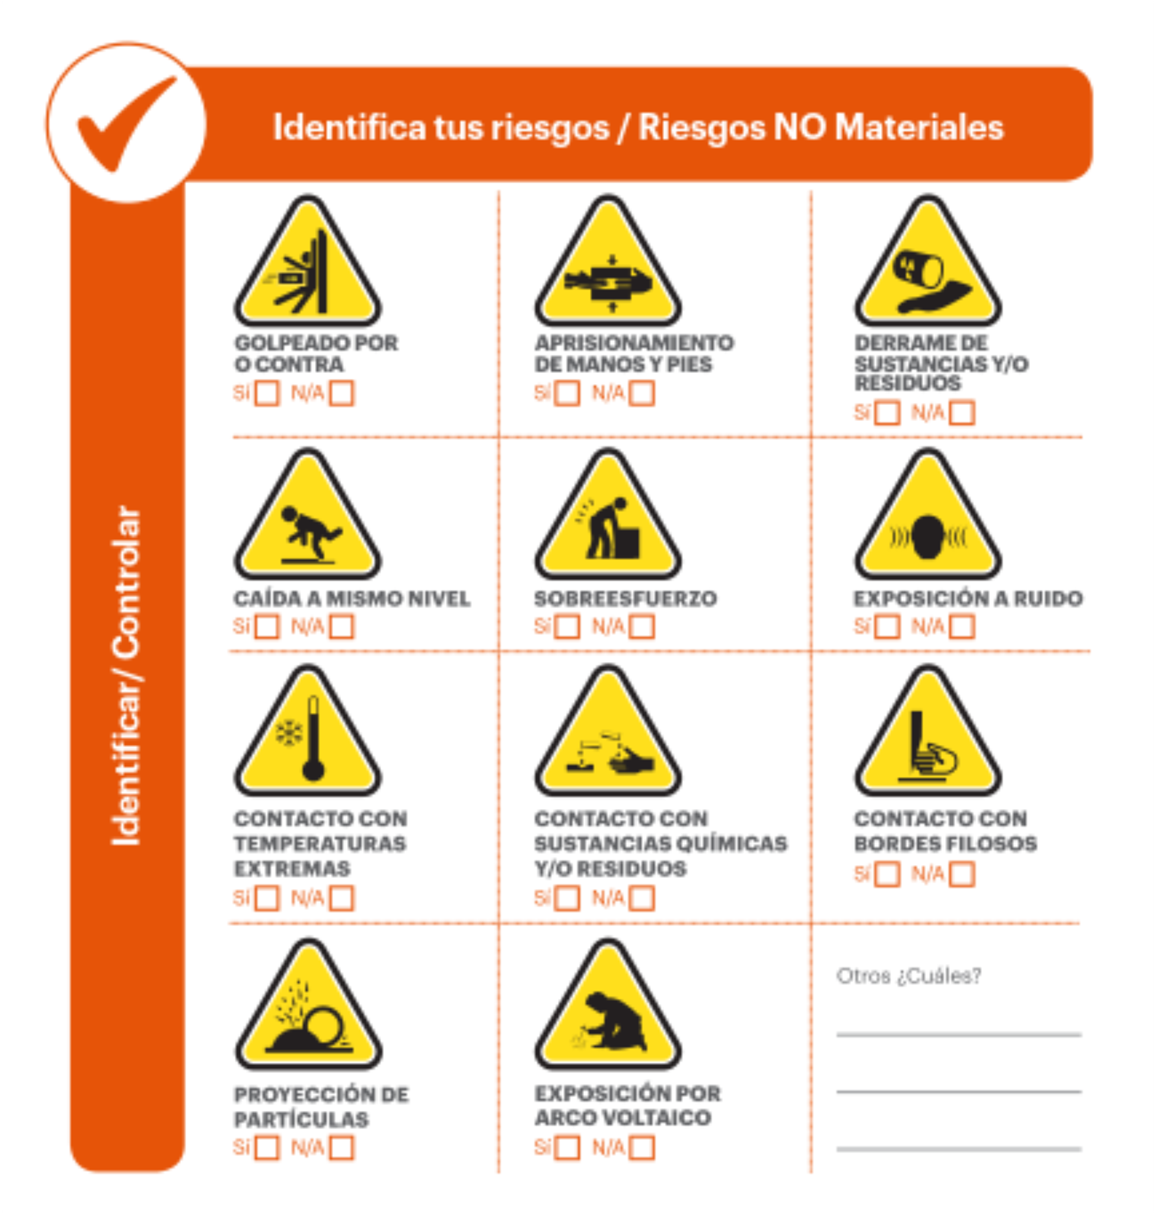 Identifica tus riesgos / Riesgos NO Materiales
Identificar/ Controlar
GOLPEADO POR
O CONTRA
Sí N/A
APRISIONAMIENTO
DE MANOS Y PIES
Sí N/A
DERRAME DE
SUSTANCIAS Y/O
RESIDUOS
Sí N/A
CAÍDA A MISMO NIVEL
Sí N/A
SOBREESFUERZO
Sí N/A
EXPOSICIÓN A RUIDO
Sí N/A
CONTACTO CON
TEMPERATURAS
EXTREMAS
Sí N/A
CONTACTO CON
SUSTANCIAS QUÍMICAS
Y/O RESIDUOS
Sí N/A
CONTACTO CON
BORDES FILOSOS
Sí N/A
PROYECCIÓN DE
PARTÍCULAS
Sí N/A
EXPOSICIÓN POR
ARCO VOLTAICO
Sí N/A
Otros ¿Cuáles?